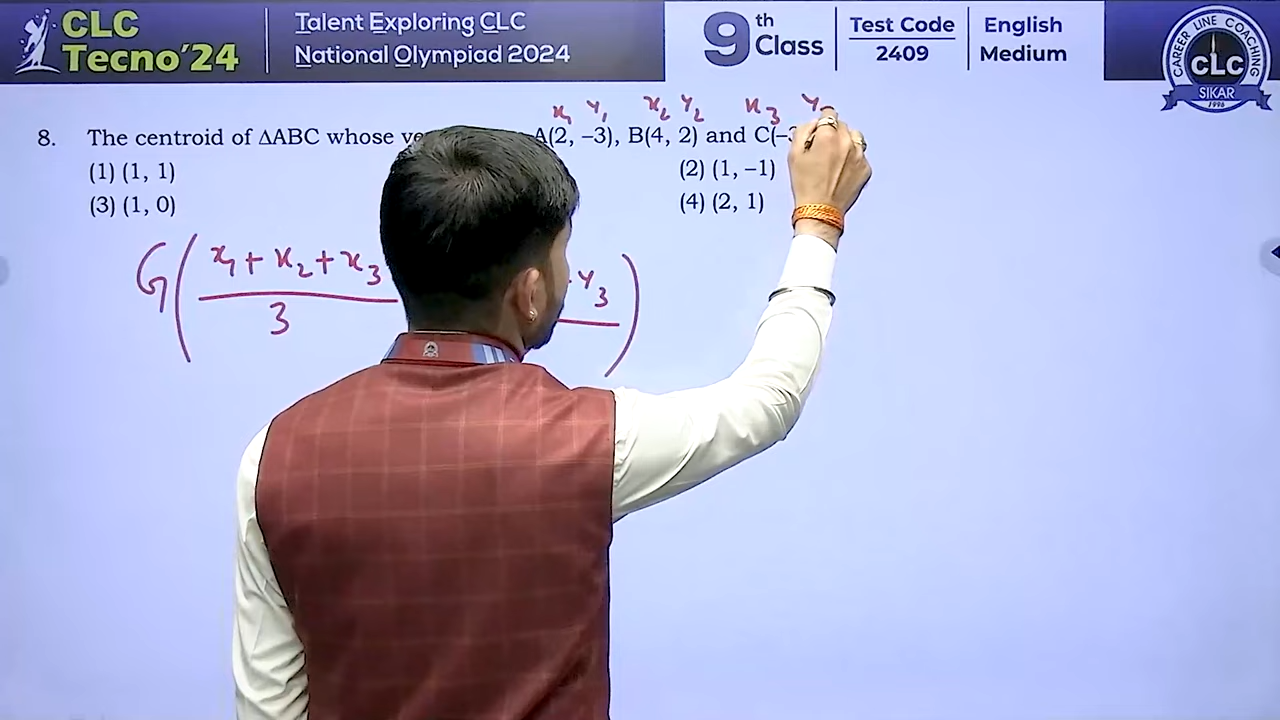 CLC
Tecno'24
Talent Exploring CLC
National Olympiad 2024
9th Class
Test Code
2409
English
Medium
CAREER LINE COACHING
CLC
SIKAR
1996
x₁ y₁ x₂ y₂ x₃
8. The centroid of ΔABC whose A(2, –3), B(4, 2) and C(–3
(1) (1, 1)
(2) (1, –1)
(3) (1, 0)
(4) (2, 1)
G(x₁ + x₂ + x₃ y₃)
3